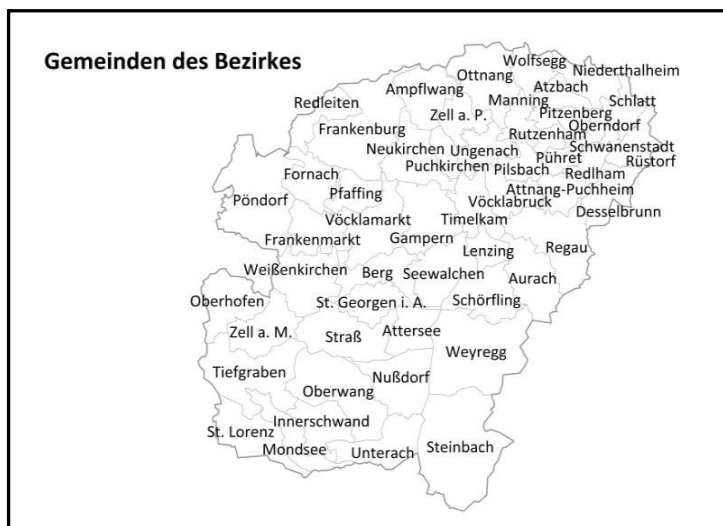 Gemeinden des Bezirkes
Wolfsegg
Ottnang
Niederthalheim
Ampflwang
Atzbach
Redleiten
Manning
Schlatt
Zell a. P.
Pitzenberg
Frankenburg
Oberndorf
Rutzenham
Neukirchen
Ungenach
Schwanenstadt
Puchkirchen
Pilsbach
Pühret
Rüstorf
Fornach
Redlham
Pfaffing
Attnang-Puchheim
Pöndorf
Vöcklabruck
Desselbrunn
Vöcklamarkt
Timelkam
Frankenmarkt
Gampern
Regau
Lenzing
Weißenkirchen
Berg
Seewalchen
Aurach
Oberhofen
St. Georgen i. A.
Schörfling
Zell a. M.
Straß
Attersee
Weyregg
Tiefgraben
Nußdorf
Oberwang
Innerschwand
St. Lorenz
Mondsee
Unterach
Steinbach